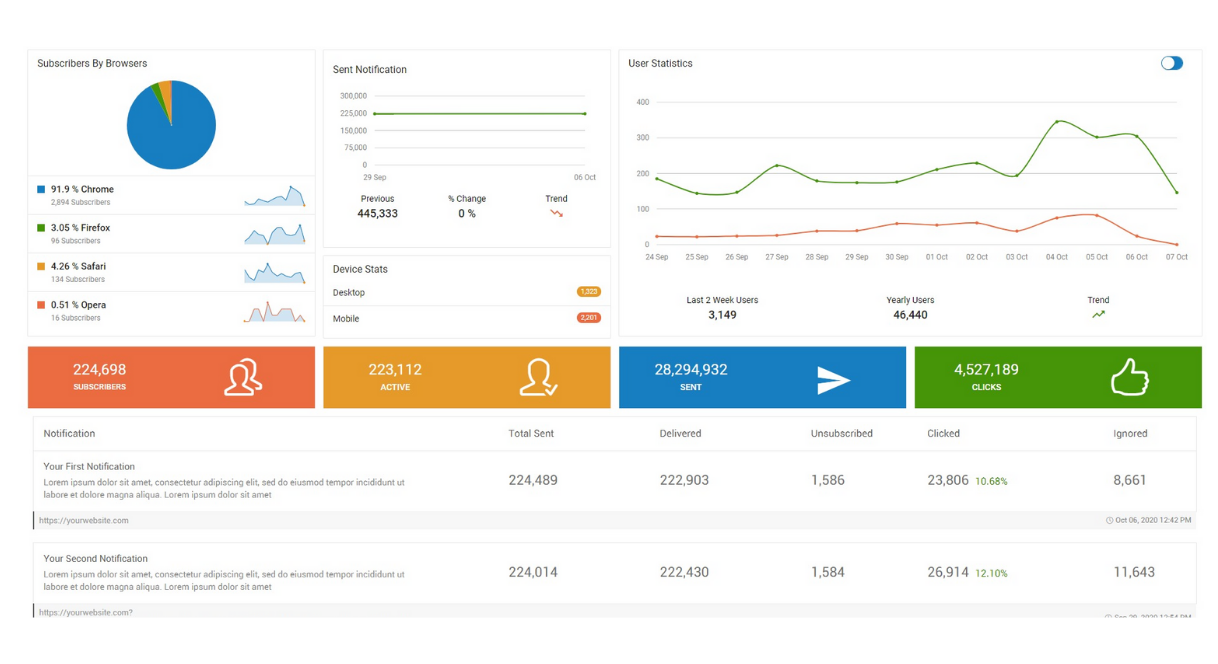 Subscribers By Browsers
91.9 % Chrome
2,894 Subscribers
3.05 % Firefox
96 Subscribers
4.26 % Safari
134 Subscribers
0.51 % Opera
16 Subscribers
Sent Notification
300,000
225,000
150,000
75,000
0
29 Sep 06 Oct
Previous % Change Trend
445,333 0 %
Device Stats
Desktop 1,323
Mobile 2,201
User Statistics
400
300
200
100
0
24 Sep 25 Sep 26 Sep 27 Sep 28 Sep 29 Sep 30 Sep 01 Oct 02 Oct 03 Oct 04 Oct 05 Oct 06 Oct 07 Oct
Last 2 Week Users Yearly Users Trend
3,149 46,440
224,698
SUBSCRIBERS
223,112
ACTIVE
28,294,932
SENT
4,527,189
CLICKS
Notification Total Sent Delivered Unsubscribed Clicked Ignored
Your First Notification
Lorem ipsum dolor sit amet, consectetur adipiscing elit, sed do eiusmod tempor incididunt ut
labore et dolore magna aliqua. Lorem ipsum dolor sit amet
224,489 222,903 1,586 23,806 10.68% 8,661
https://yourwebsite.com Oct 06, 2020 12:42 PM
Your Second Notification
Lorem ipsum dolor sit amet, consectetur adipiscing elit, sed do eiusmod tempor incididunt ut
labore et dolore magna aliqua. Lorem ipsum dolor sit amet
224,014 222,430 1,584 26,914 12.10% 11,643
https://yourwebsite.com?